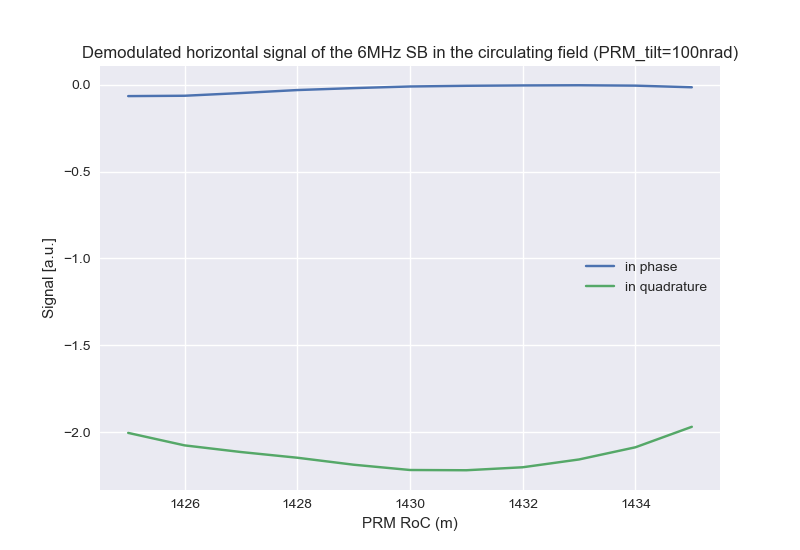 Demodulated horizontal signal of the 6MHz SB in the circulating field (PRM_tilt=100nrad)
0.0
−0.5
−1.0
−1.5
−2.0
Signal [a.u.]
in phase
in quadrature
1426 1428 1430 1432 1434
PRM RoC (m)